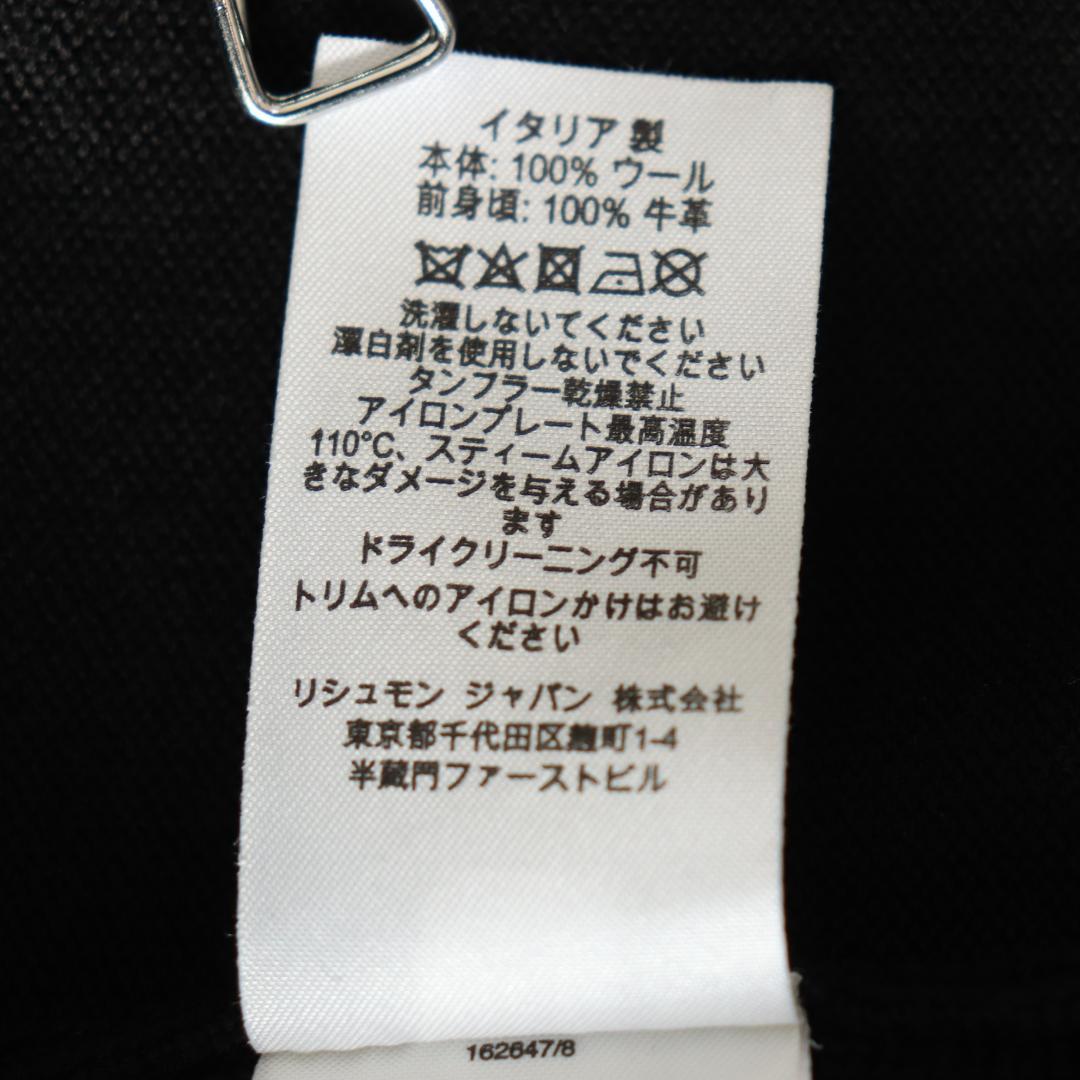 イタリア 製
本体: 100% ウール
前身頃: 100% 牛革
洗濯しないてください
漂白剤を使用しないでください
タンブラー乾燥禁止
アイロンプレート最高温度
110°C、スティームアイロンは大
きなダメージを与える場合があり
ます
ドライクリーニング不可
トリムへのアイロンかけはお避け
ください
リシュモン ジャパン 株式会社
東京都千代田区麹町1-4
半蔵門ファーストビル
162647/8